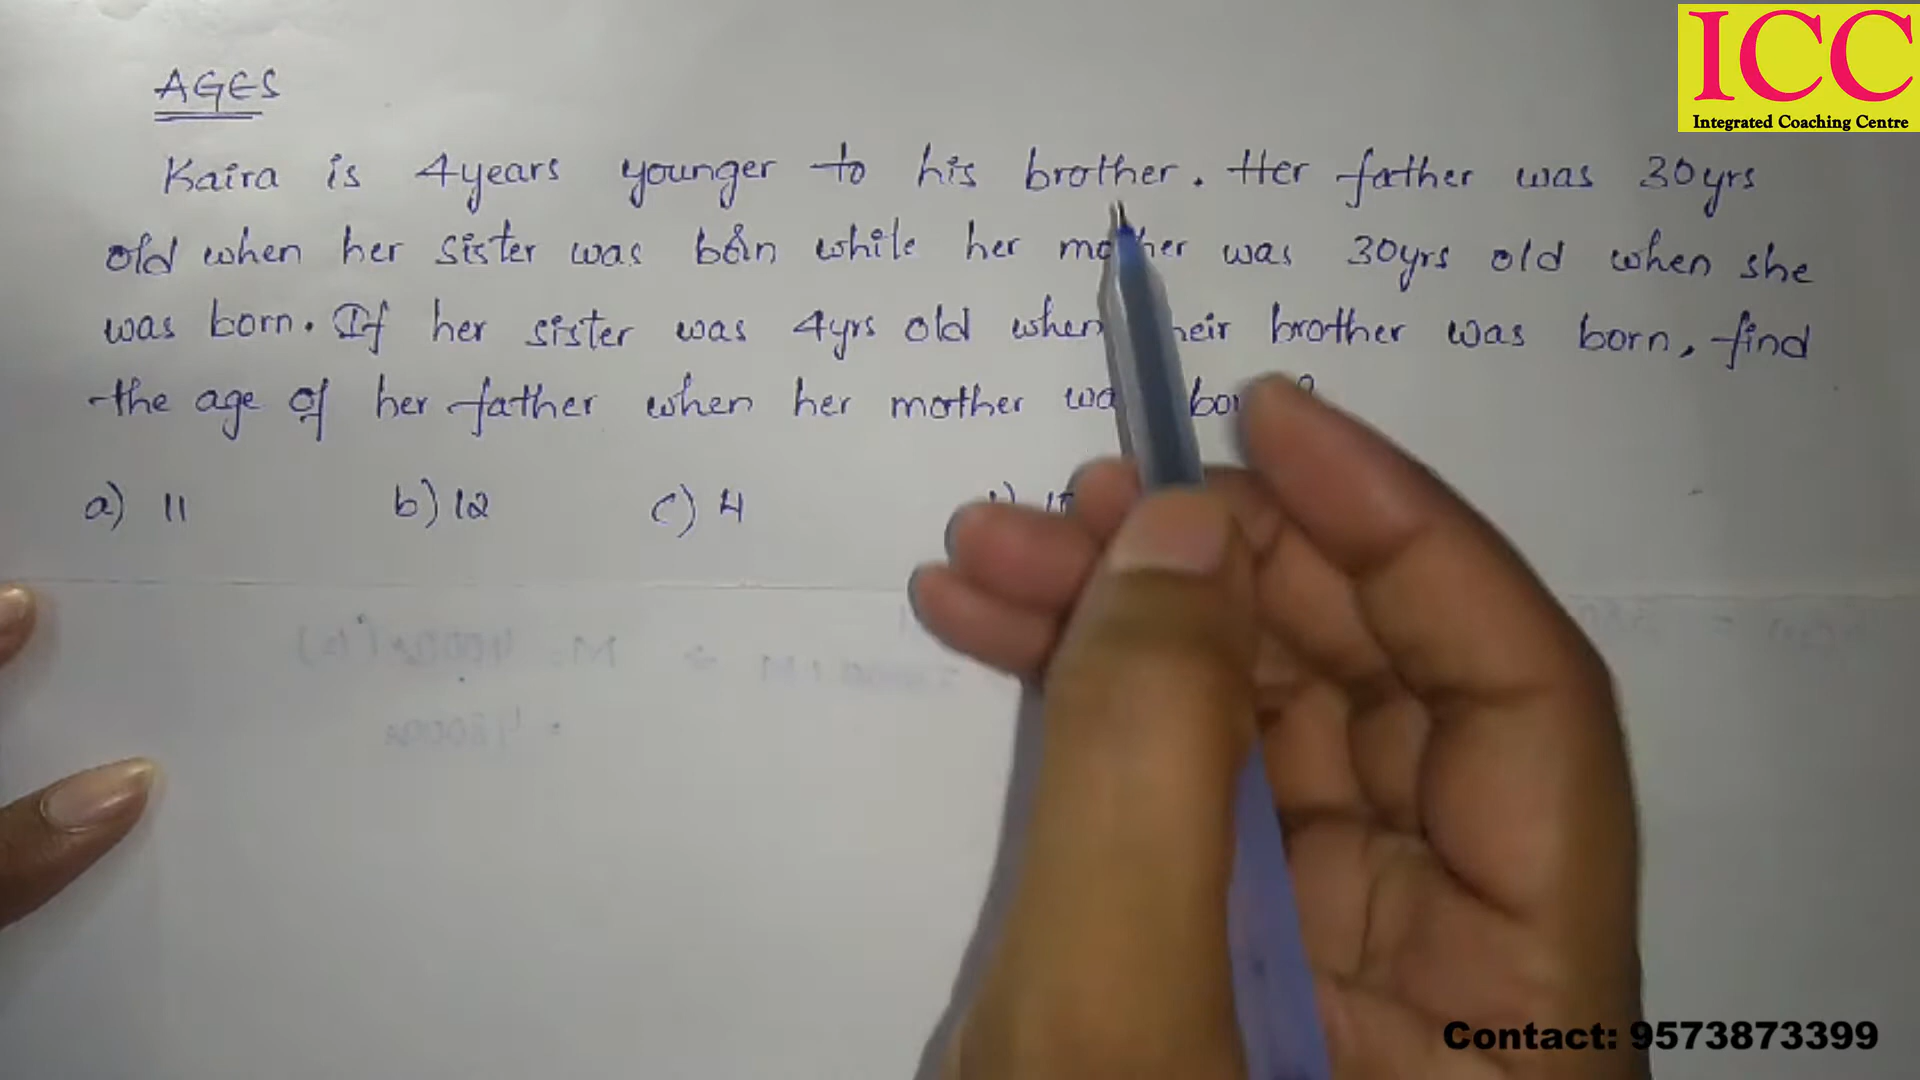 ICC
Integrated Coaching Centre
AGES
Kaira is 4years younger to his brother. Her father was 30yrs
old when her sister was born while her mother was 30yrs old when she
was born. If her sister was 4yrs old when their brother was born, find
the age of her father when her mother was born?
a) 11 b) 12 c) 4
Contact: 9573873399